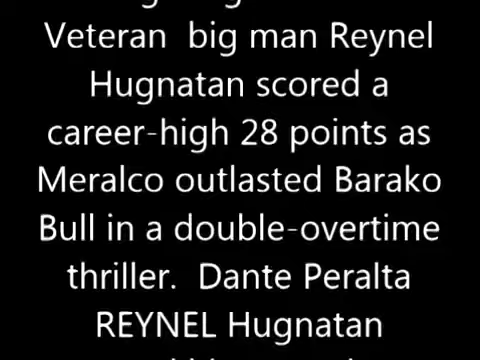 Veteran  big man Reynel
Hugnatan scored a
career-high 28 points as
Meralco outlasted Barako
Bull in a double-overtime
thriller.  Dante Peralta
REYNEL Hugnatan